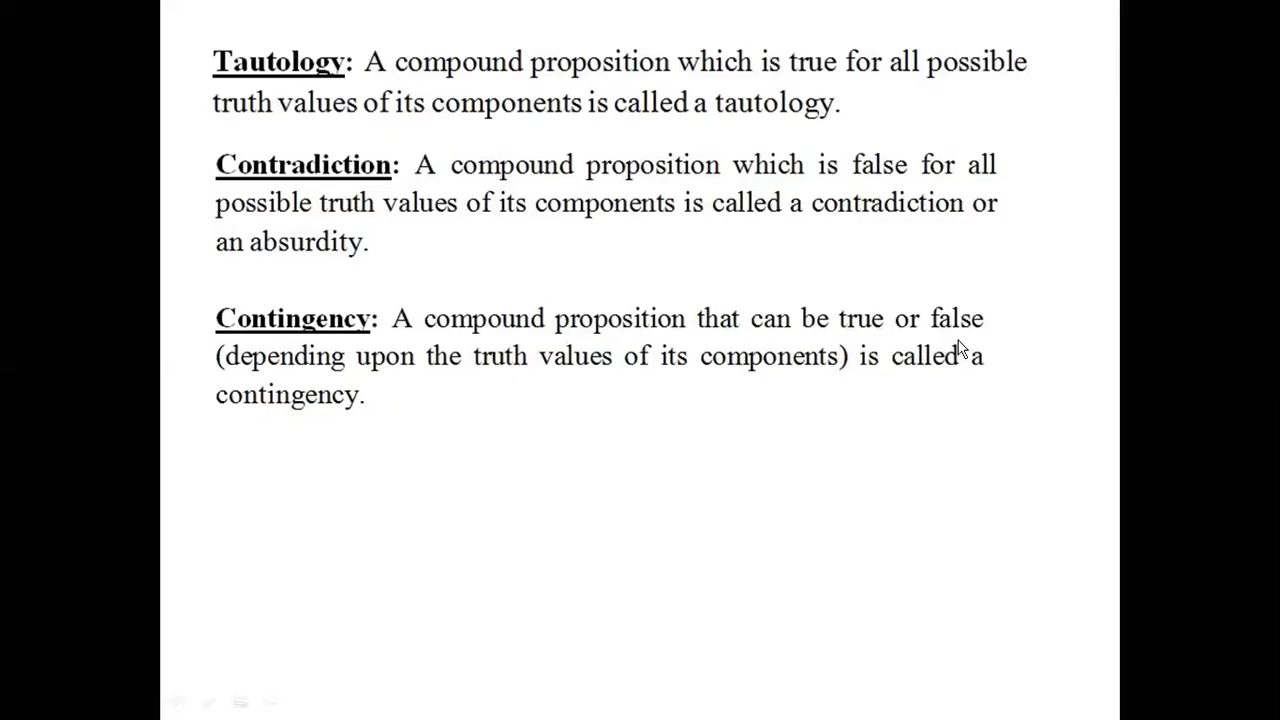 Tautology: A compound proposition which is true for all possible
truth values of its components is called a tautology.
Contradiction: A compound proposition which is false for all
possible truth values of its components is called a contradiction or
an absurdity.
Contingency: A compound proposition that can be true or false
(depending upon the truth values of its components) is called a
contingency.